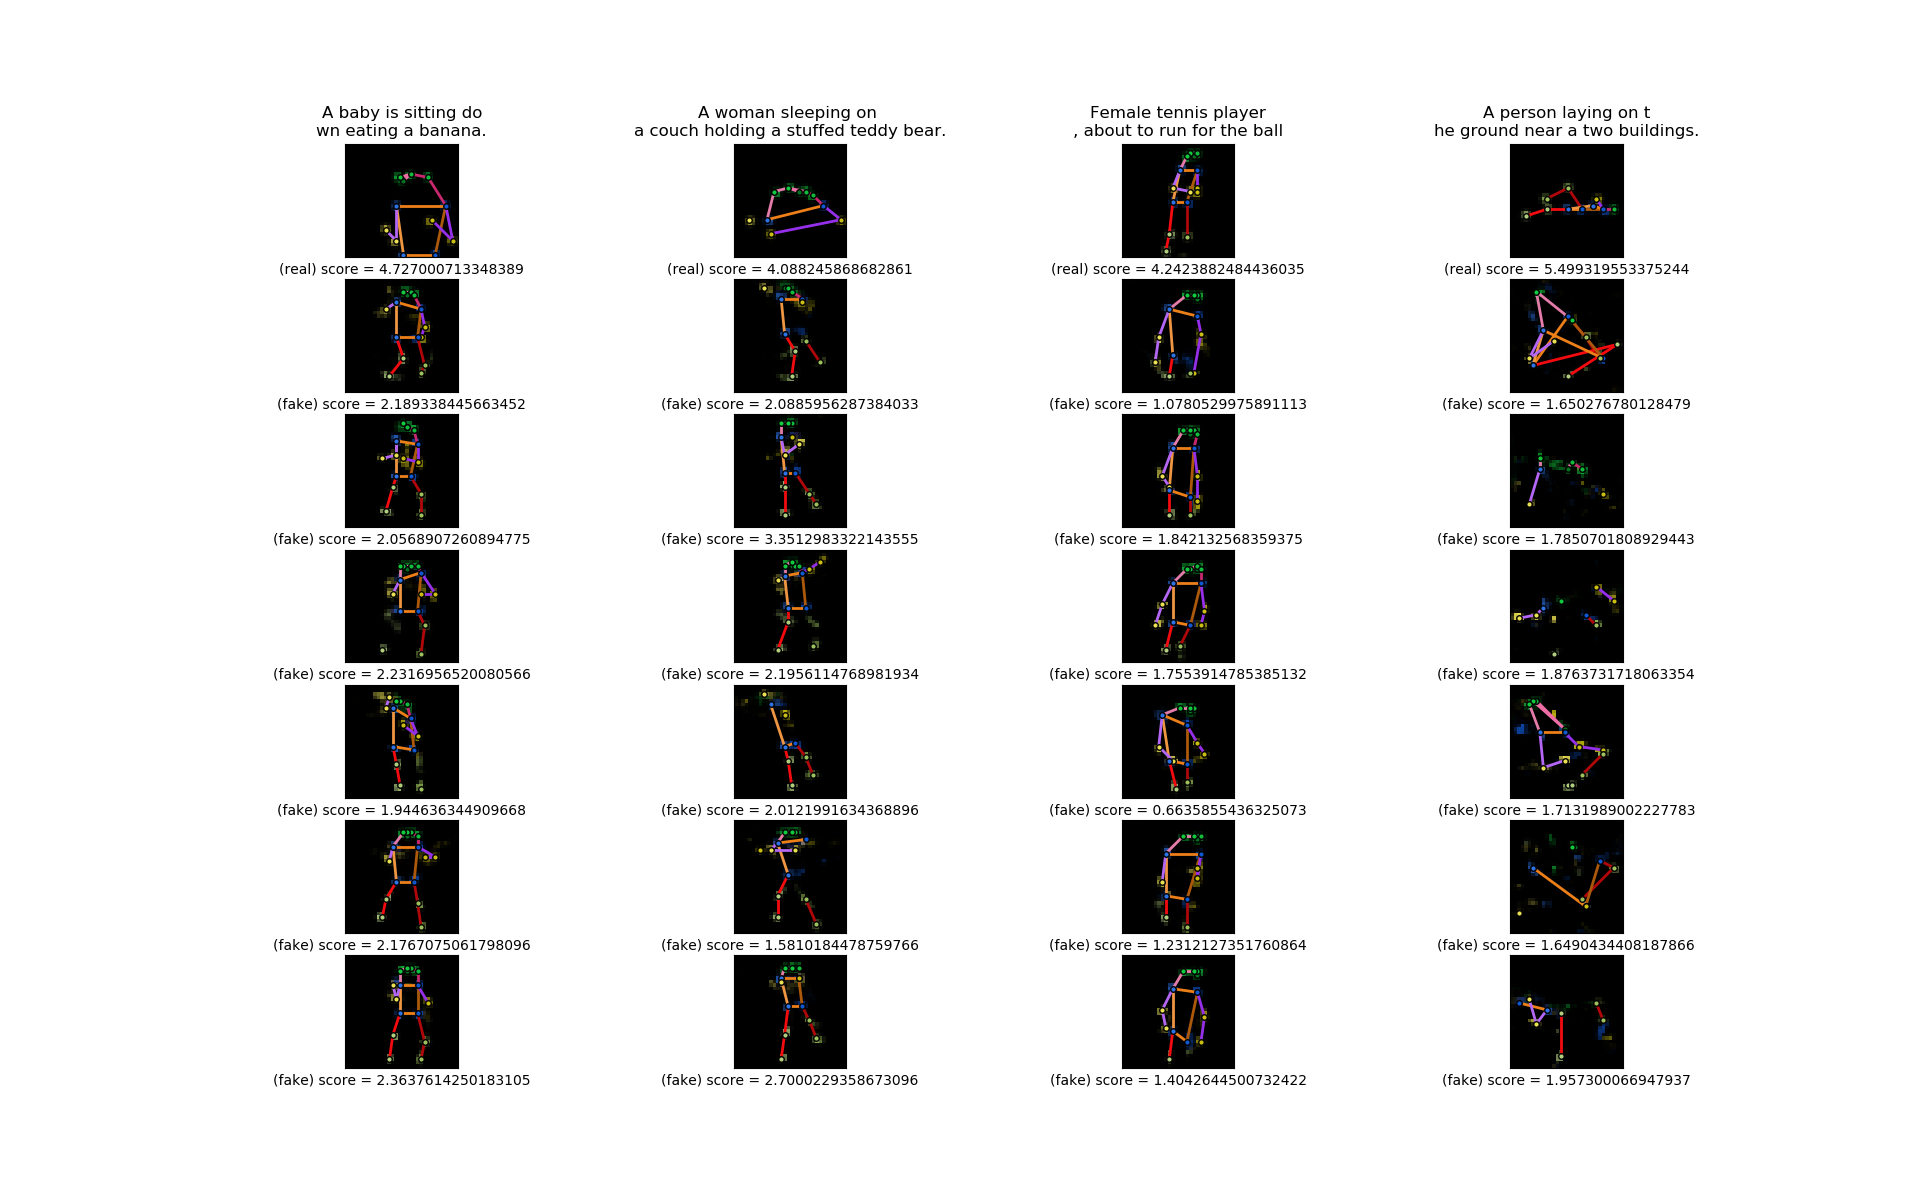 A baby is sitting do
wn eating a banana.
A woman sleeping on
a couch holding a stuffed teddy bear.
Female tennis player
, about to run for the ball
A person laying on t
he ground near a two buildings.
(real) score = 4.727000713348389
(real) score = 4.088245868682861
(real) score = 4.2423882484436035
(real) score = 5.499319553375244
(fake) score = 2.189338445663452
(fake) score = 2.0885956287384033
(fake) score = 1.0780529975891113
(fake) score = 1.650276780128479
(fake) score = 2.0568907260894775
(fake) score = 3.3512983322143555
(fake) score = 1.842132568359375
(fake) score = 1.7850701808929443
(fake) score = 2.2316956520080566
(fake) score = 2.1956114768981934
(fake) score = 1.7553914785385132
(fake) score = 1.8763731718063354
(fake) score = 1.944636344909668
(fake) score = 2.0121991634368896
(fake) score = 0.6635855436325073
(fake) score = 1.7131989002227783
(fake) score = 2.1767075061798096
(fake) score = 1.5810184478759766
(fake) score = 1.2312127351760864
(fake) score = 1.6490434408187866
(fake) score = 2.3637614250183105
(fake) score = 2.7000229358673096
(fake) score = 1.4042644500732422
(fake) score = 1.957300066947937